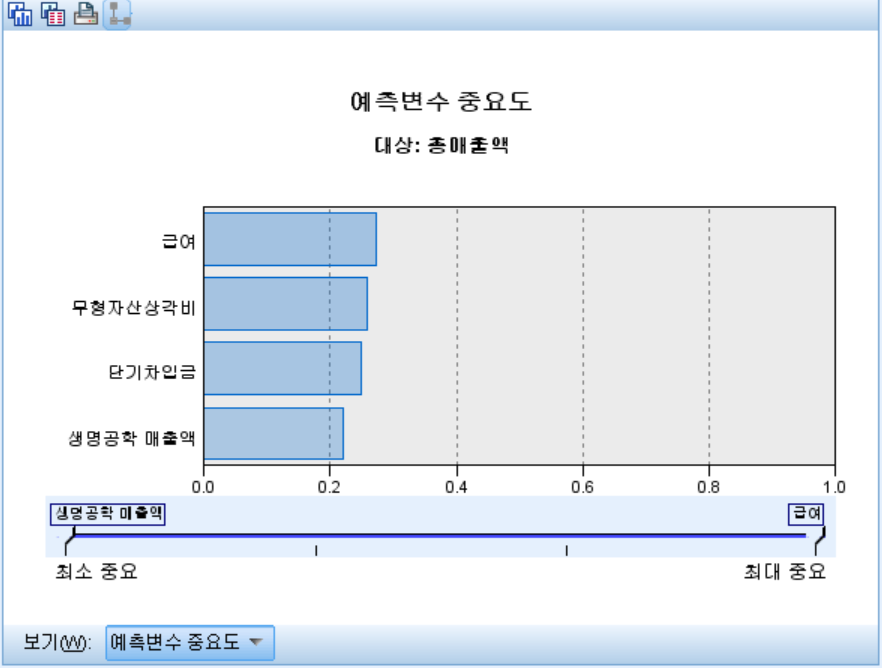 예측변수 중요도
대상: 총매출액
급여
무형자산상각비
단기차입금
생명공학 매출액
0.0 0.2 0.4 0.6 0.8 1.0
생명공학 매출액 급여
최소 중요 최대 중요
보기(W): 예측변수 중요도